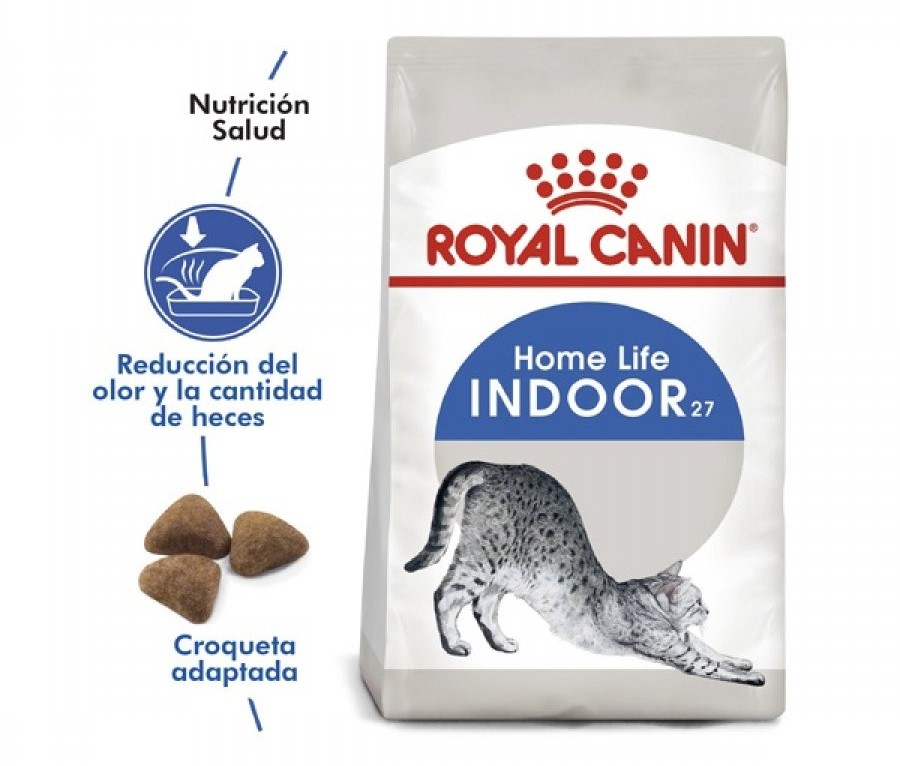 Nutrición
Salud
Reducción del
olor y la cantidad
de heces
Croqueta
adaptada
ROYAL CANIN®
Home Life
INDOOR 27